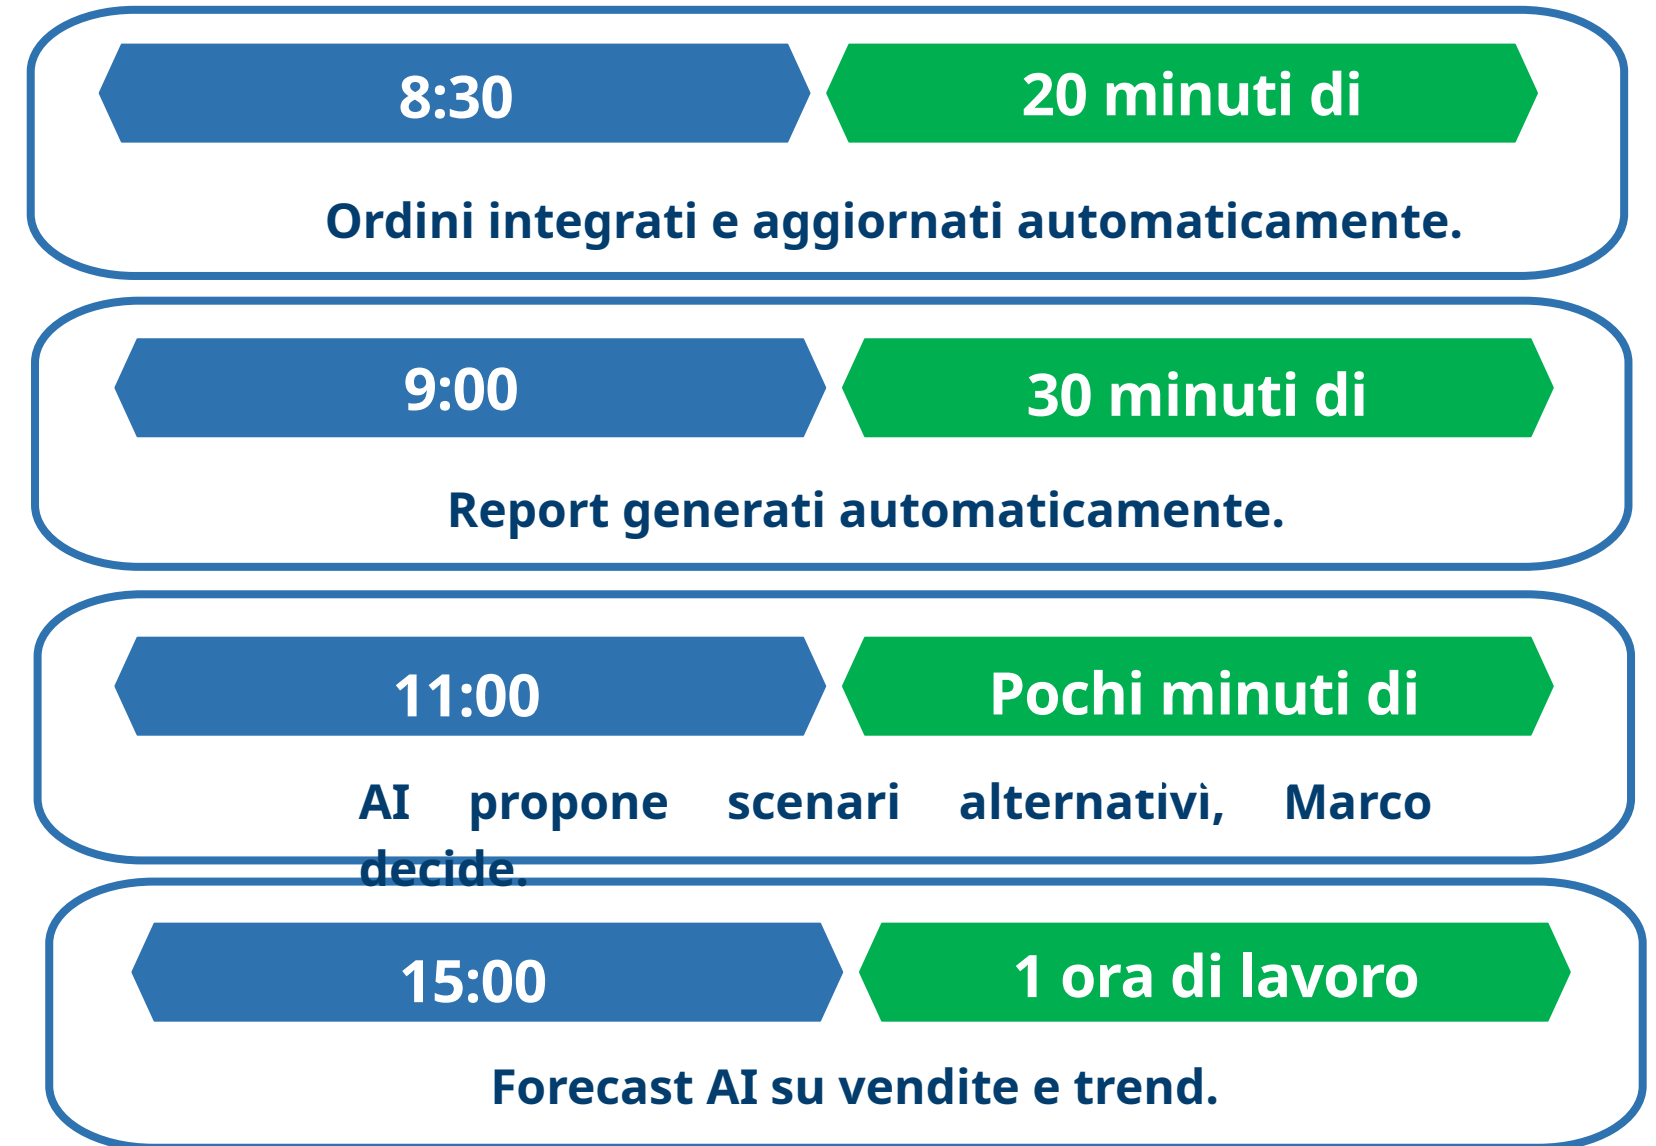 8:30
20 minuti di
Ordini integrati e aggiornati automaticamente.
9:00
30 minuti di
Report generati automaticamente.
11:00
Pochi minuti di
AI propone scenari alternativi, Marco
decide.
15:00
1 ora di lavoro
Forecast AI su vendite e trend.